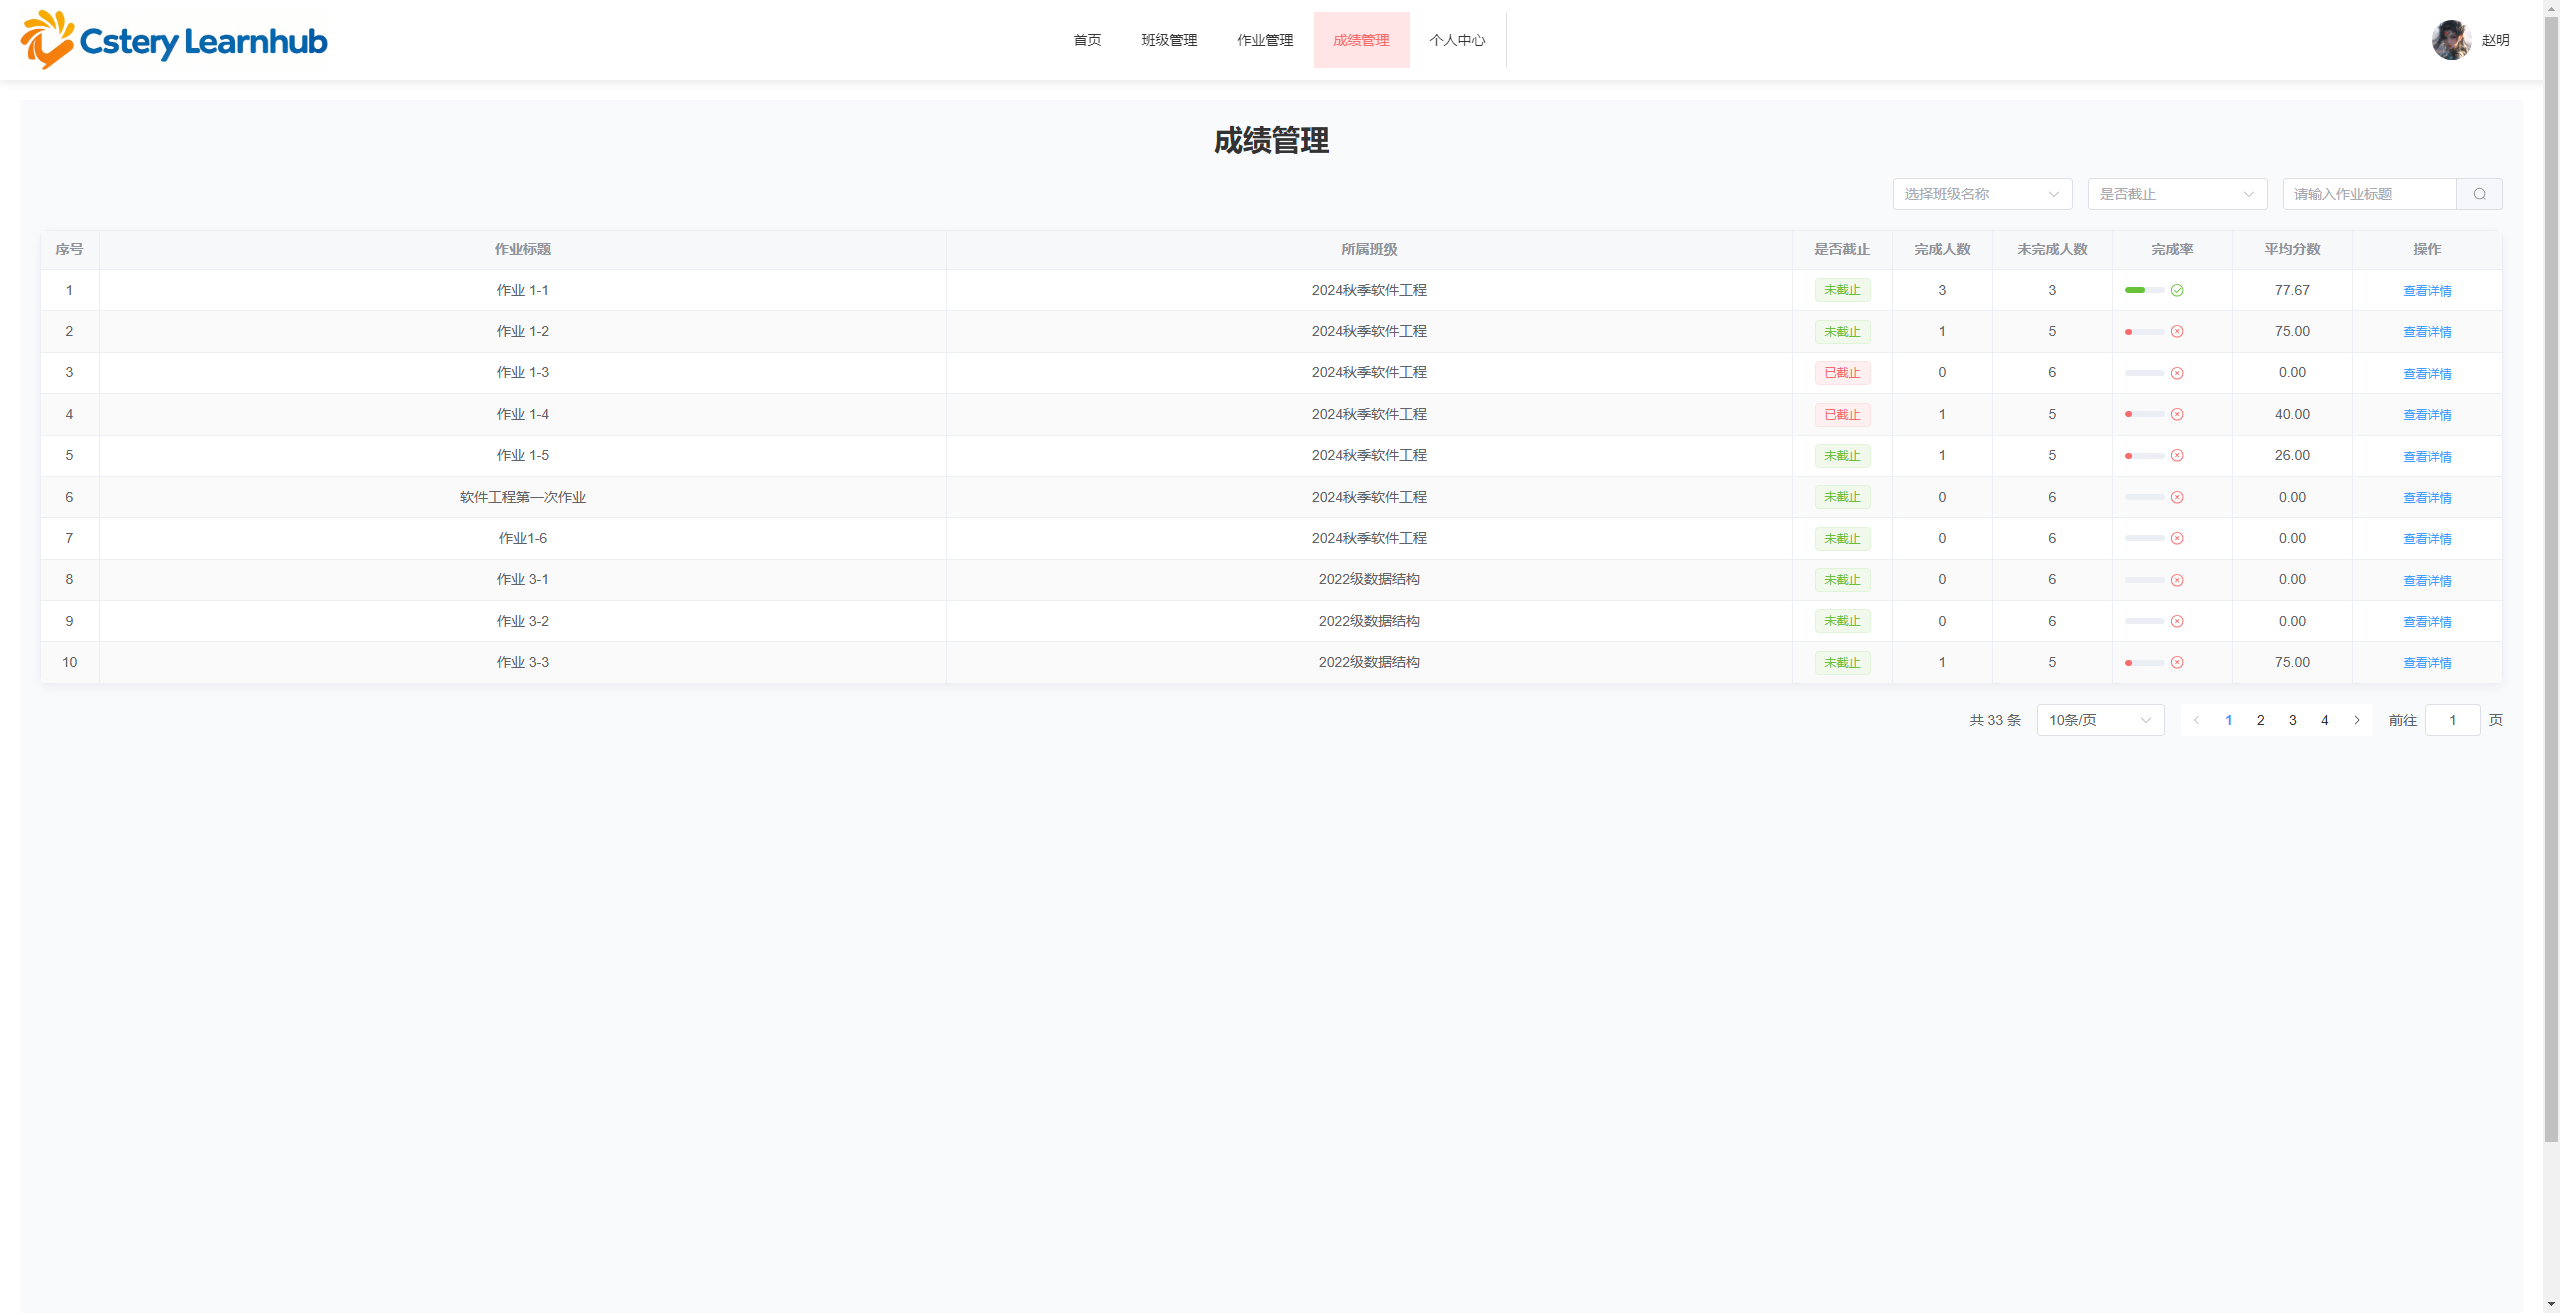 Cstery Learnhub 首页 班级管理 作业管理 成绩管理 个人中心 赵明
成绩管理
选择班级名称 是否截止 请输入作业标题
序号 作业标题 所属班级 是否截止 完成人数 未完成人数 完成率 平均分数 操作
1 作业 1-1 2024秋季软件工程 未截止 3 3 77.67 查看详情
2 作业 1-2 2024秋季软件工程 未截止 1 5 75.00 查看详情
3 作业 1-3 2024秋季软件工程 已截止 0 6 0.00 查看详情
4 作业 1-4 2024秋季软件工程 已截止 1 5 40.00 查看详情
5 作业 1-5 2024秋季软件工程 未截止 1 5 26.00 查看详情
6 软件工程第一次作业 2024秋季软件工程 未截止 0 6 0.00 查看详情
7 作业1-6 2024秋季软件工程 未截止 0 6 0.00 查看详情
8 作业 3-1 2022级数据结构 未截止 0 6 0.00 查看详情
9 作业 3-2 2022级数据结构 未截止 0 6 0.00 查看详情
10 作业 3-3 2022级数据结构 未截止 1 5 75.00 查看详情
共 33 条 10条/页 1 2 3 4 前往 1 页